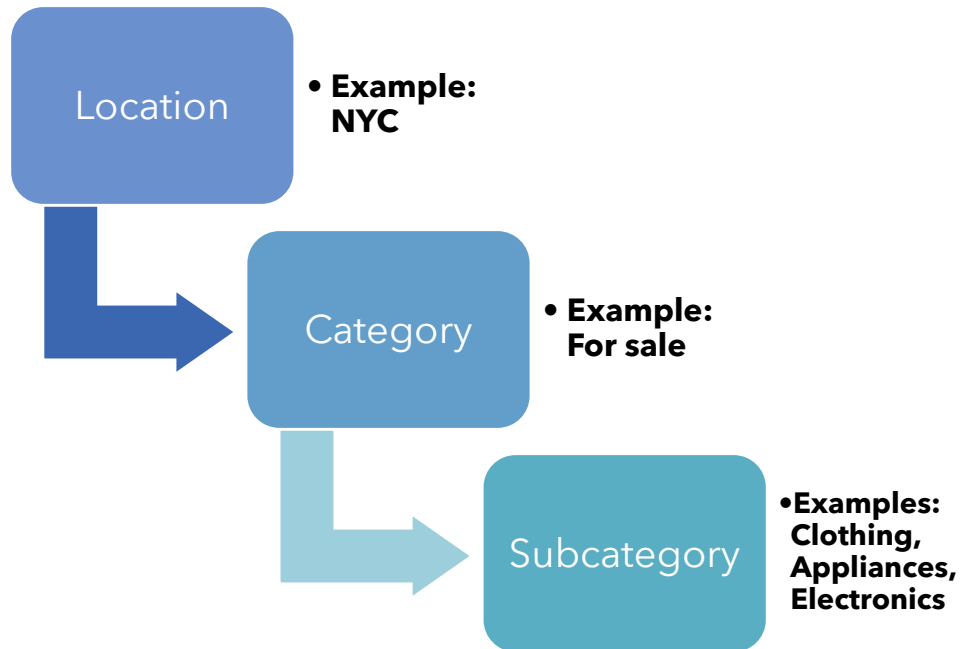 Location
• Example:
NYC
Category
• Example:
For sale
Subcategory
•Examples:
Clothing,
Appliances,
Electronics